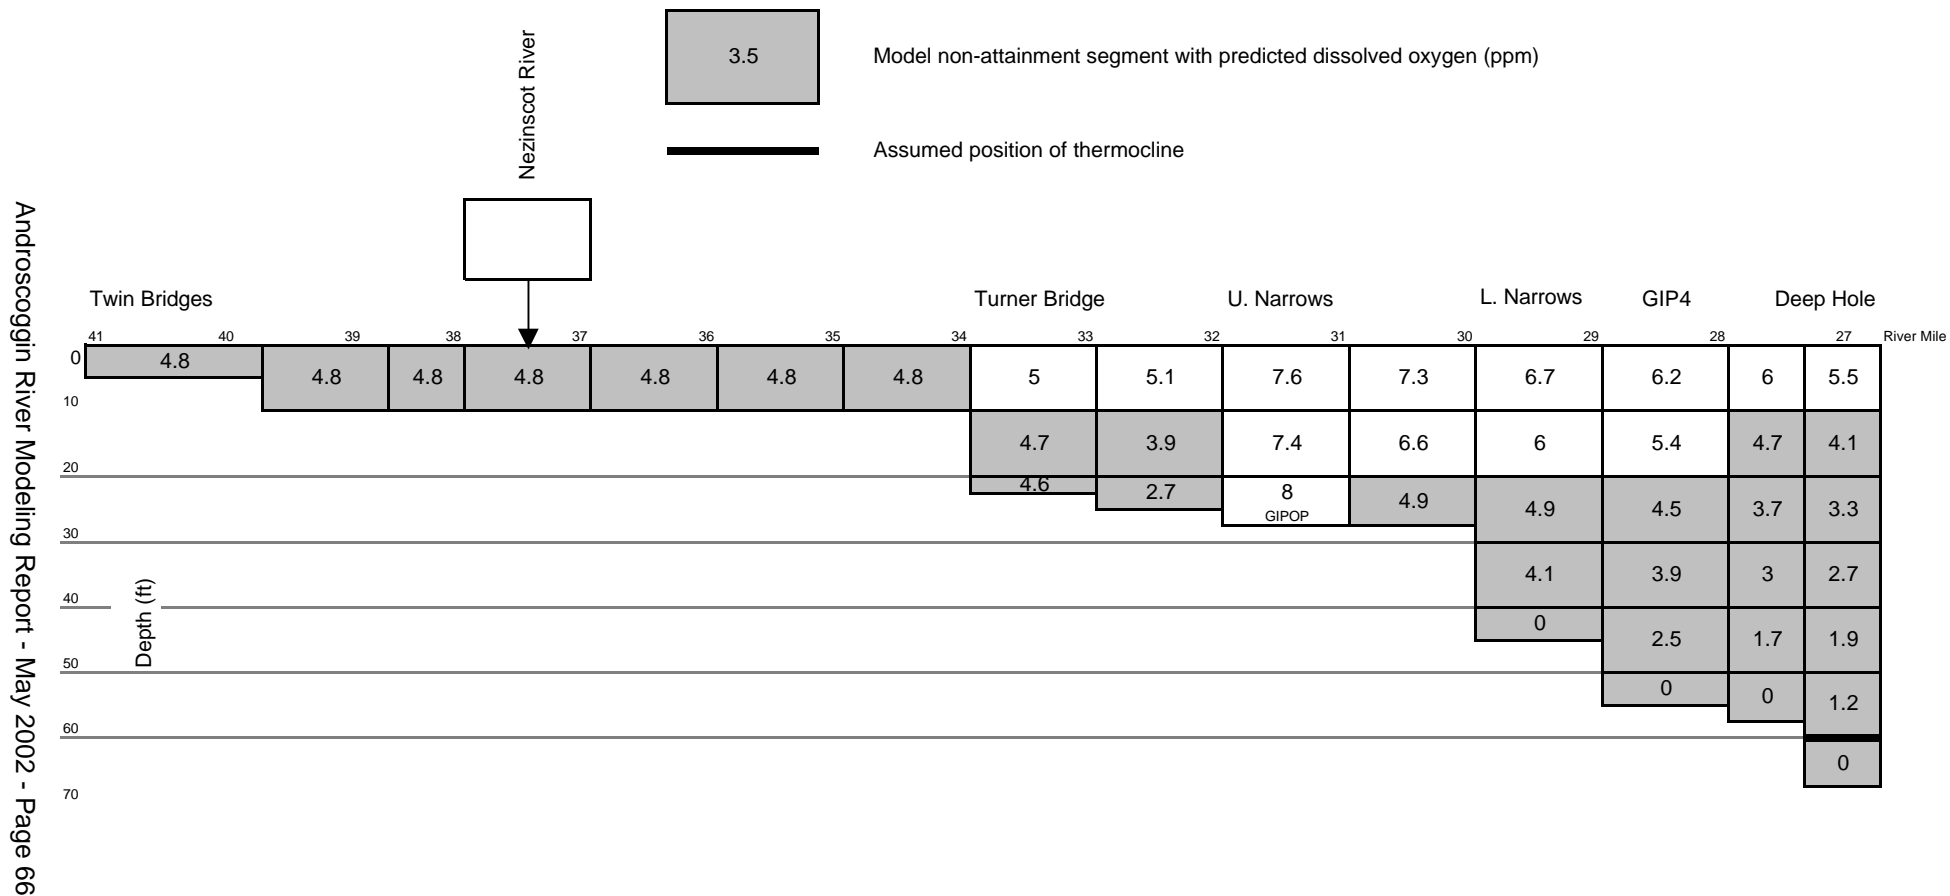 3.5
Model non-attainment segment with predicted dissolved oxygen (ppm)
Assumed position of thermocline
Nezinscot River
Androscoggin River Modeling Report - May 2002 - Page 66
Twin Bridges
Turner Bridge
U. Narrows
L. Narrows
GIP4
Deep Hole
41 40 39 38 37 36 35 34 33 32 31 30 29 28 27 River Mile
0 4.8 4.8 4.8 4.8 4.8 4.8 4.8 5 5.1 7.6 7.3 6.7 6.2 6 5.5
10
4.7 3.9 7.4 6.6 6 5.4 4.7 4.1
20
4.6 2.7 8 4.9 4.9 4.5 3.7 3.3
GIPOP
30
4.1 3.9 3 2.7
40
0 2.5 1.7 1.9
Depth (ft)
50
0 0 1.2
60
0
70